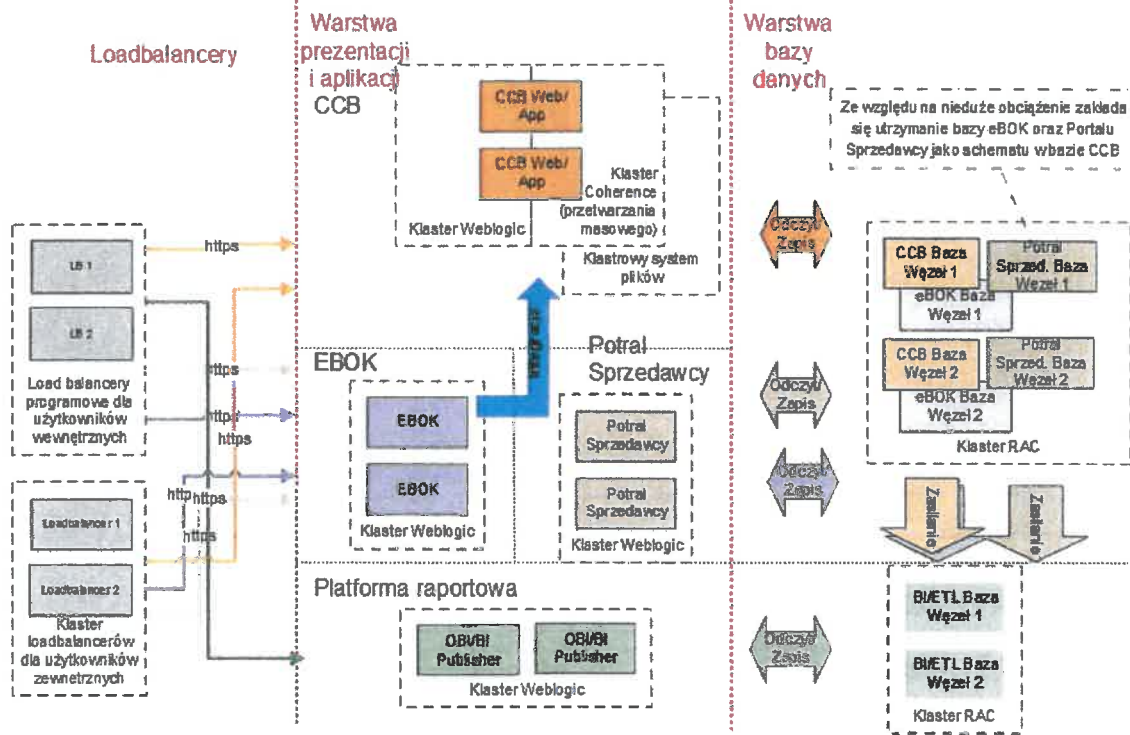 Loadbalancery
Warstwa
prezentacji
i aplikacji
Warstwa
bazy
danych
CCB
CCB Web/
App
CCB Web/
App
Klaster Weblogic
Klaster
Coherence
(przetwarzania
masowego)
Klastrowy system
plików
Ze względu na nieduże obciążenie zakłada
się utrzymanie bazy eBOK oraz Portalu
Sprzedawcy jako schematu w bazie CCB
LB 1
LB 2
Load balancery
programowe dla
użytkowników
wewnętrznych
https
https
https
http
https
https
Loadbalancer 1
Loadbalancer 2
Klaster
loadbalancerów
dla użytkowników
zewnętrznych
Integracja
EBOK
EBOK
EBOK
Klaster Weblogic
Potral
Sprzedawcy
Potral
Sprzedawcy
Potral
Sprzedawcy
Klaster Weblogic
Odczyt/
Zapis
Odczyt/
Zapis
Odczyt/
Zapis
CCB Baza
Węzeł 1
Potral
Sprzed. Baza
Węzeł 1
eBOK Baza
Węzeł 1
CCB Baza
Węzeł 2
Potral
Sprzed. Baza
Węzeł 2
eBOK Baza
Węzeł 2
Klaster RAC
Zasilanie
Zasilanie
Platforma raportowa
OBI/BI
Publisher
OBI/BI
Publisher
Klaster Weblogic
Odczyt/
Zapis
BI/ETL Baza
Węzeł 1
BI/ETL Baza
Węzeł 2
Klaster RAC